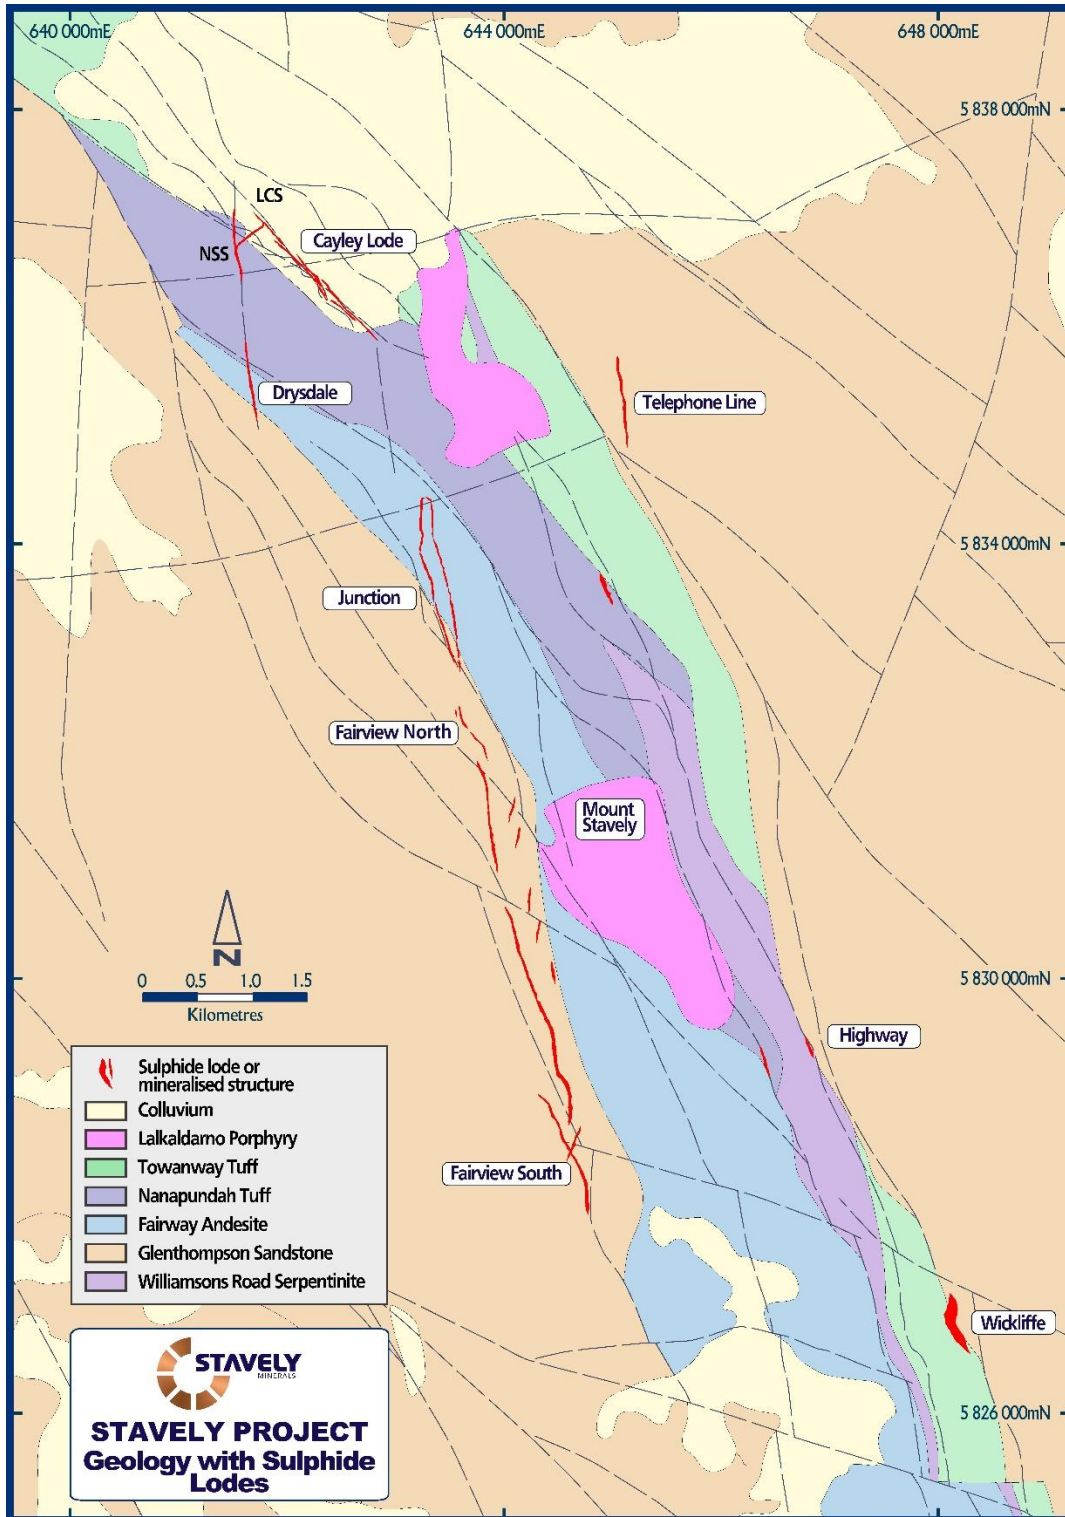 640 000mE
644 000mE
648 000mE
5 838 000mN
LCS
Cayley Lode
NSS
Drysdale
Telephone Line
5 834 000mN
Junction
Fairview North
Mount
Stavely
N
0 0.5 1.0 1.5
Kilometres
5 830 000mN
Highway
Sulphide lode or
mineralised structure
Colluvium
Lalkaldarno Porphyry
Towanway Tuff
Nanapundah Tuff
Fairway Andesite
Glenthompson Sandstone
Williamsons Road Serpentinite
Fairview South
Wickliffe
5 826 000mN
STAVELY
MINERALS
STAVELY PROJECT
Geology with Sulphide
Lodes